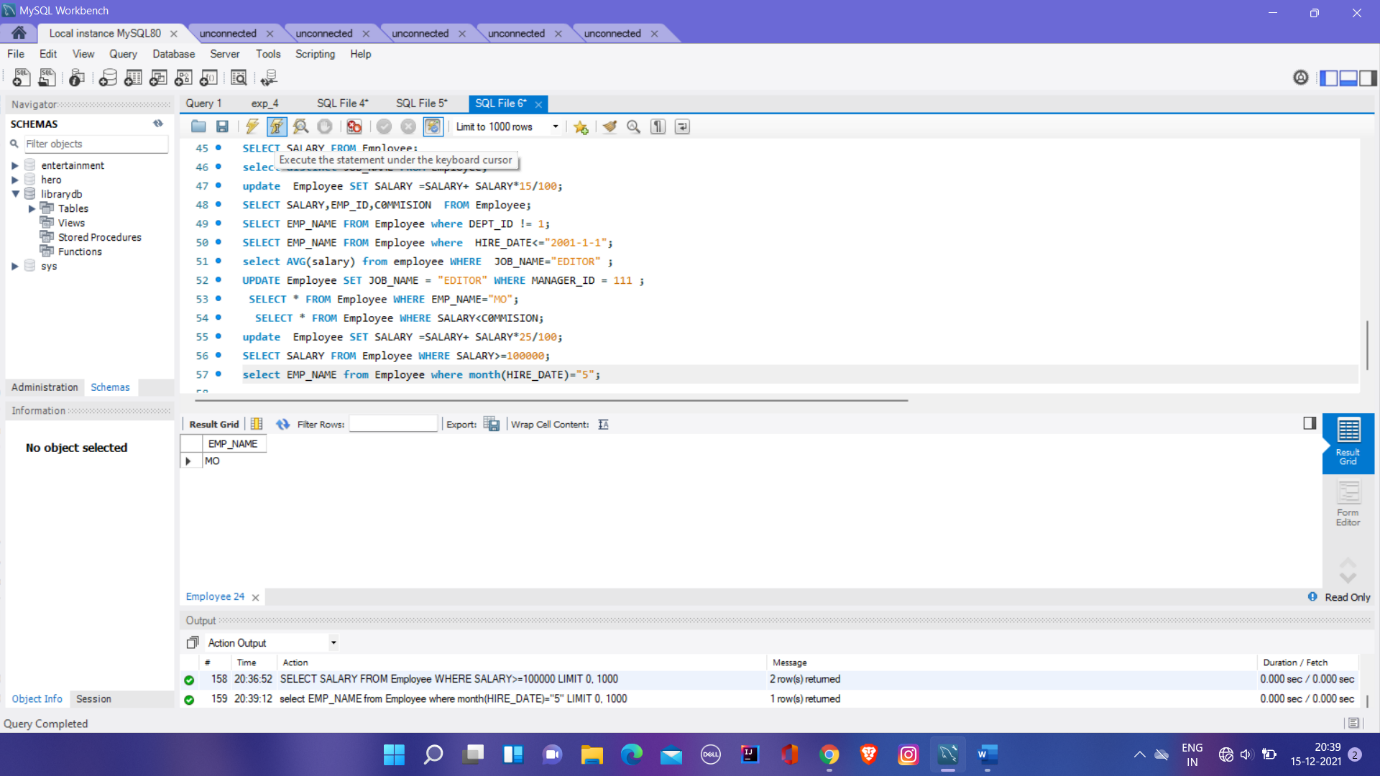 MySQL Workbench
Local instance MySQL80 unconnected unconnected unconnected unconnected unconnected
File Edit View Query Database Server Tools Scripting Help
Navigator
SCHEMAS
Filter objects
entertainment
hero
librarydb
Tables
Views
Stored Procedures
Functions
sys
Administration Schemas
Information
No object selected
Object Info Session
Query Completed
Query 1 exp_4 SQL File 4* SQL File 5* SQL File 6*
Limit to 1000 rows
45 SELECT SALARY FROM Employee;
Execute the statement under the keyboard cursor
46 select distinct JOB_NAME FROM Employee;
47 update Employee SET SALARY =SALARY+ SALARY*15/100;
48 SELECT SALARY,EMP_ID,C0MMISION FROM Employee;
49 SELECT EMP_NAME FROM Employee where DEPT_ID != 1;
50 SELECT EMP_NAME FROM Employee where HIRE_DATE<="2001-1-1";
51 select AVG(salary) from employee WHERE JOB_NAME="EDITOR" ;
52 UPDATE Employee SET JOB_NAME = "EDITOR" WHERE MANAGER_ID = 111 ;
53 SELECT * FROM Employee WHERE EMP_NAME="MO";
54 SELECT * FROM Employee WHERE SALARY<C0MMISION;
55 update Employee SET SALARY =SALARY+ SALARY*25/100;
56 SELECT SALARY FROM Employee WHERE SALARY>=100000;
57 select EMP_NAME from Employee where month(HIRE_DATE)="5";
Result Grid Filter Rows: Export: Wrap Cell Content:
EMP_NAME
MO
Result
Grid
Form
Editor
Employee 24 Read Only
Output
Action Output
# Time Action Message Duration / Fetch
158 20:36:52 SELECT SALARY FROM Employee WHERE SALARY>=100000 LIMIT 0, 1000 2 row(s) returned 0.000 sec / 0.000 sec
159 20:39:12 select EMP_NAME from Employee where month(HIRE_DATE)="5" LIMIT 0, 1000 1 row(s) returned 0.000 sec / 0.000 sec
DELL
ENG
IN
20:39
15-12-2021
2